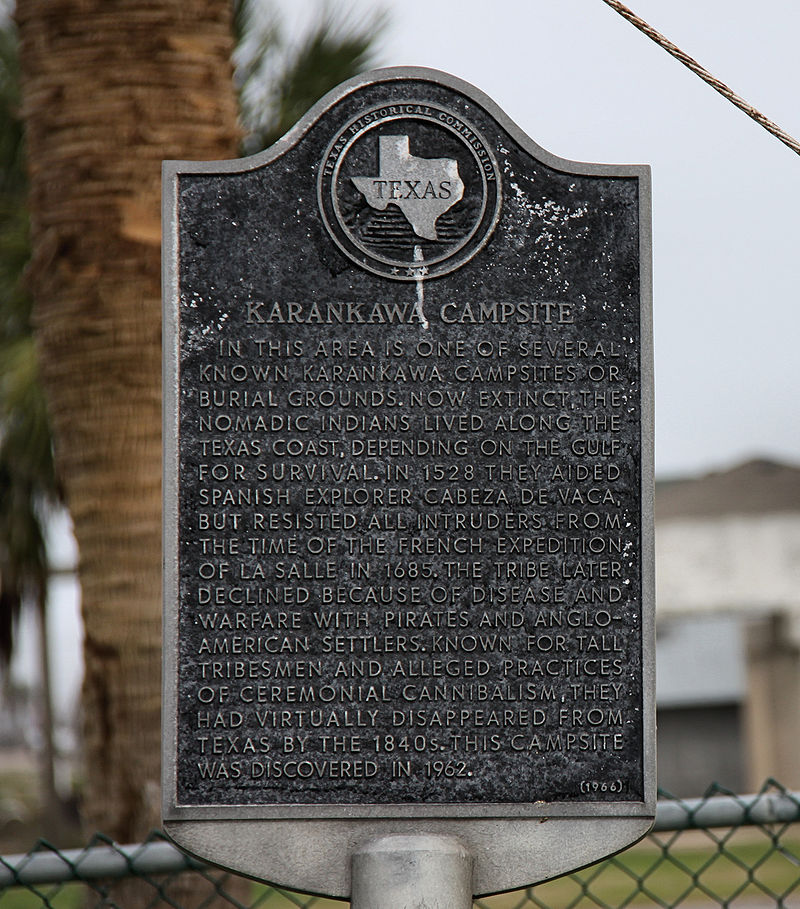 TEXAS HISTORICAL COMMISSION
TEXAS
KARANKAWA CAMPSITE
IN THIS AREA IS ONE OF SEVERAL
KNOWN KARANKAWA CAMPSITES OR
BURIAL GROUNDS. NOW EXTINCT, THE
NOMADIC INDIANS LIVED ALONG THE
TEXAS COAST, DEPENDING ON THE GULF
FOR SURVIVAL. IN 1528 THEY AIDED
SPANISH EXPLORER CABEZA DE VACA,
BUT RESISTED ALL INTRUDERS FROM
THE TIME OF THE FRENCH EXPEDITION
OF LA SALLE IN 1685. THE TRIBE LATER
DECLINED BECAUSE OF DISEASE AND
WARFARE WITH PIRATES AND ANGLO-
AMERICAN SETTLERS. KNOWN FOR TALL
TRIBESMEN AND ALLEGED PRACTICES
OF CEREMONIAL CANNIBALISM, THEY
HAD VIRTUALLY DISAPPEARED FROM
TEXAS BY THE 1840s. THIS CAMPSITE
WAS DISCOVERED IN 1962.
(1966)